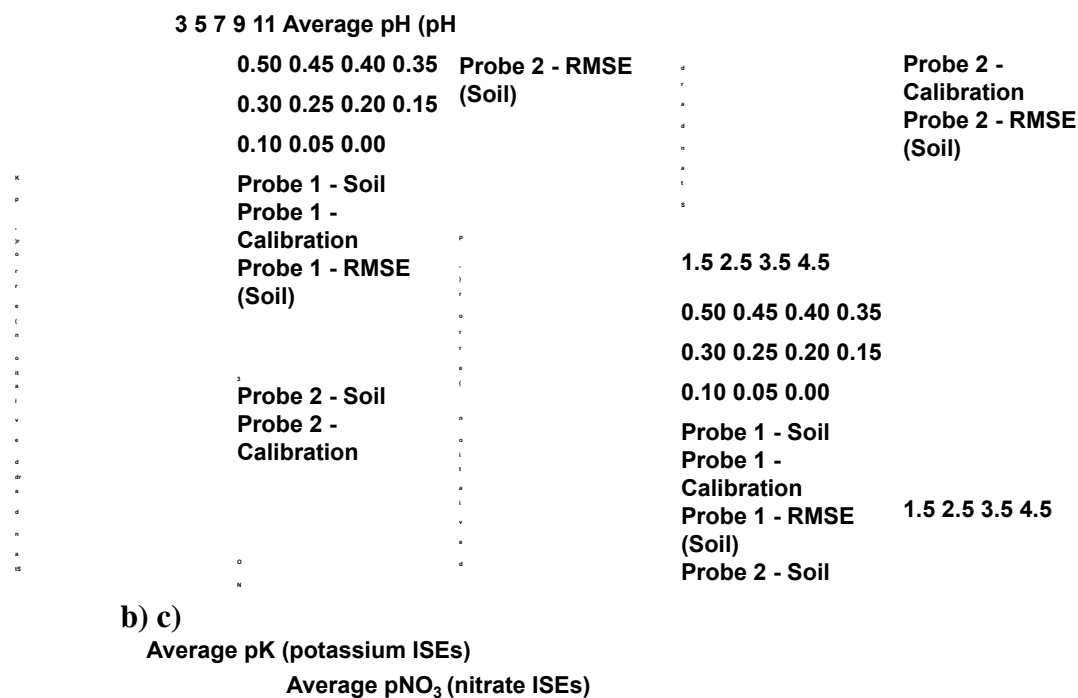 3 5 7 9 11 Average pH (pH
0.50 0.45 0.40 0.35
0.30 0.25 0.20 0.15
0.10 0.05 0.00
Probe 1 - Soil
Probe 1 -
Calibration
Probe 1 - RMSE
(Soil)
3
Probe 2 - Soil
Probe 2 -
Calibration
O
N
K
p
,
)r
o
r
r
e
(
n
o
it
a
i
v
e
d
dr
a
d
n
a
tS
Probe 2 - RMSE
(Soil)
p
,
)
r
o
r
r
e
(
n
o
i
t
a
i
v
e
d
d
r
a
d
n
a
t
S
1.5 2.5 3.5 4.5
0.50 0.45 0.40 0.35
0.30 0.25 0.20 0.15
0.10 0.05 0.00
Probe 1 - Soil
Probe 1 -
Calibration
Probe 1 - RMSE
(Soil)
Probe 2 - Soil
Probe 2 -
Calibration
Probe 2 - RMSE
(Soil)
1.5 2.5 3.5 4.5
b) c)
Average pK (potassium ISEs)
Average pNO₃ (nitrate ISEs)